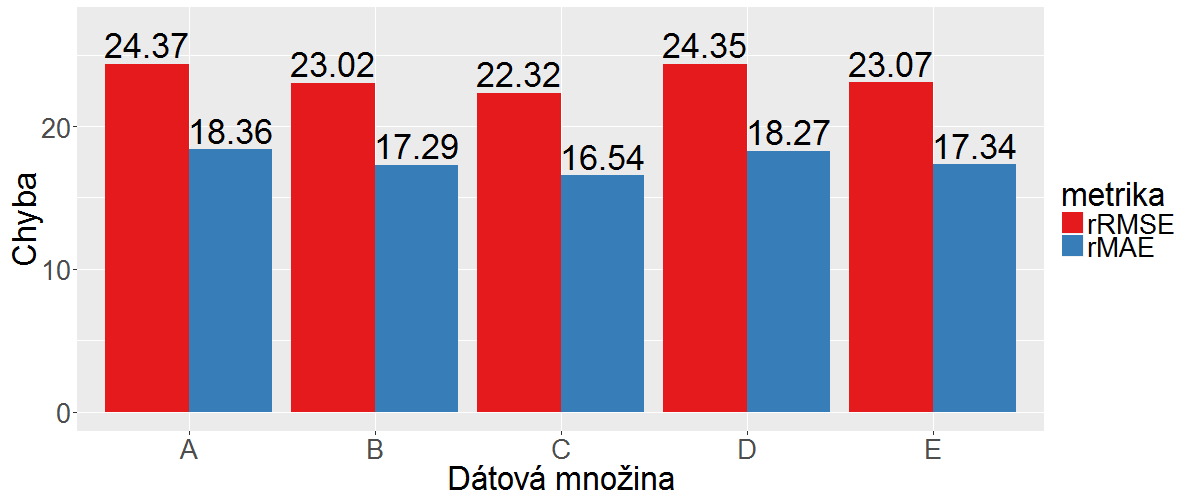 24.37
23.02
22.32
24.35
23.07
18.36
17.29
16.54
18.27
17.34
20
10
0
Chyba
A B C D E
Dátová množina
metrika
rRMSE
rMAE